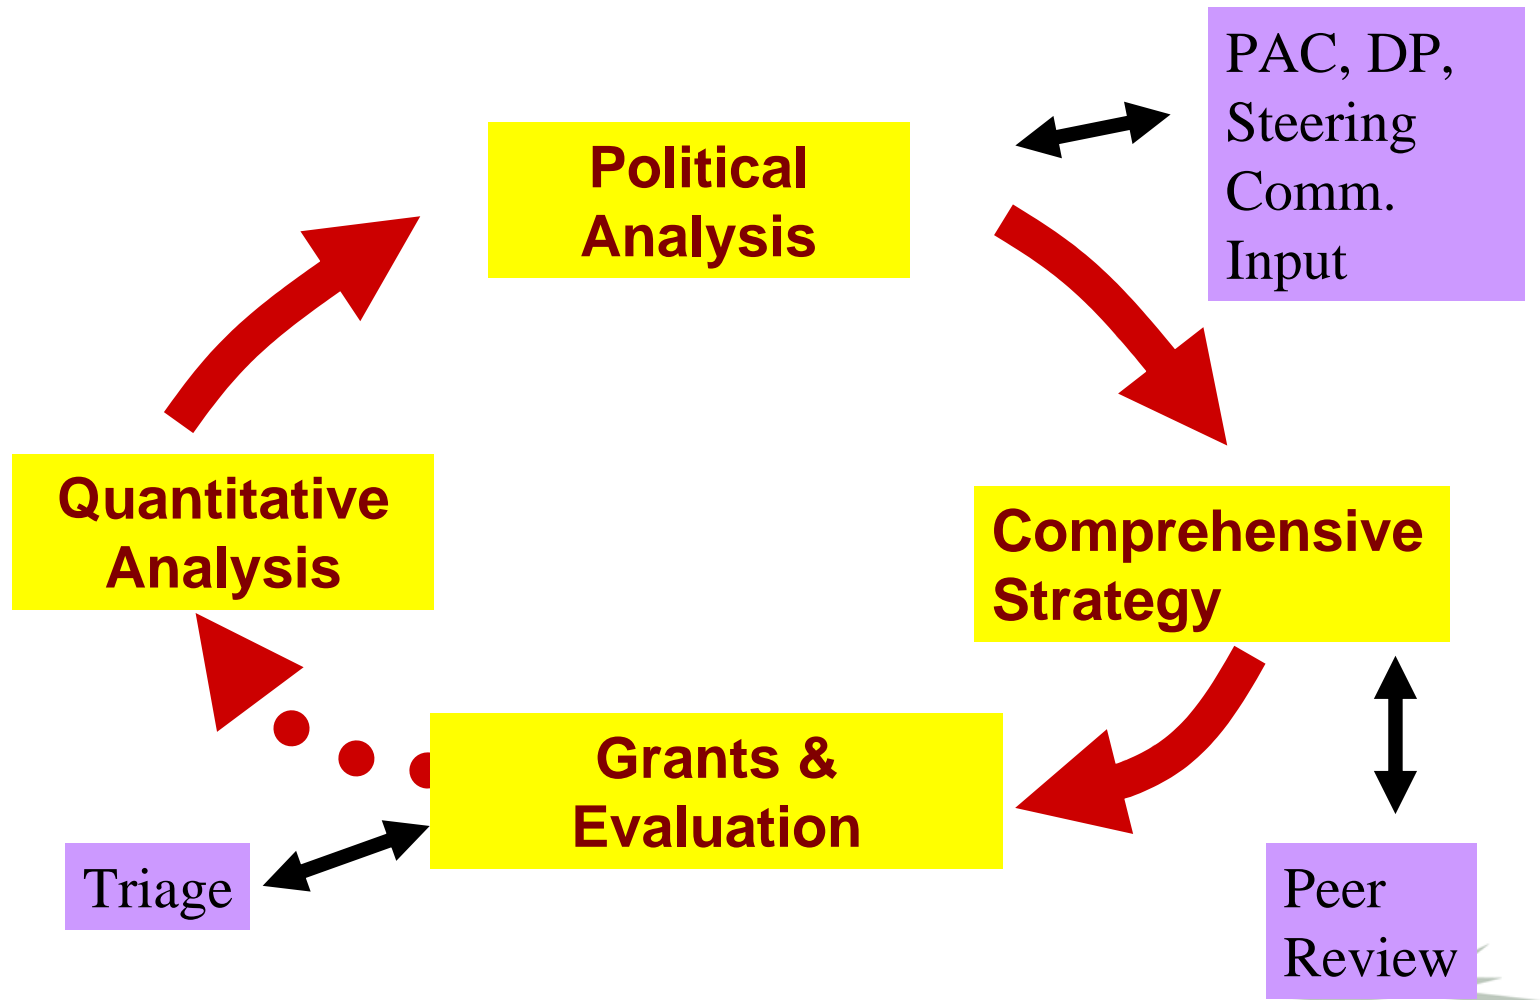 PAC, DP,
Steering
Comm.
Input
Political
Analysis
Quantitative
Analysis
Comprehensive
Strategy
Grants &
Evaluation
Triage
Peer
Review